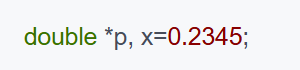 double *p, x=0.2345;